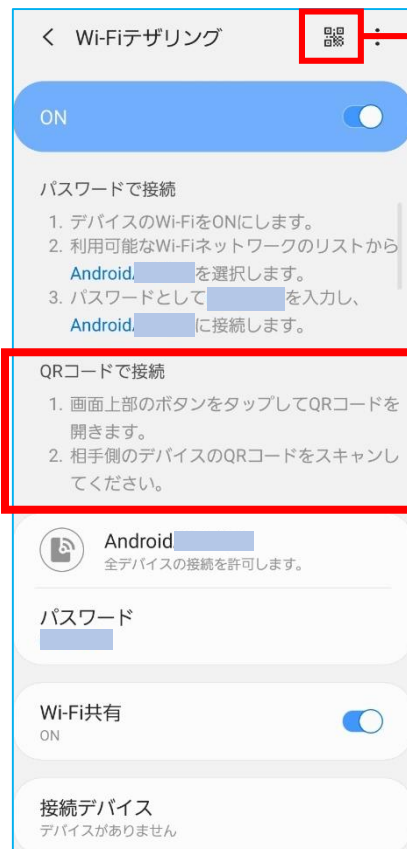 Wi-Fiテザリング
ON
パスワードで接続
1. デバイスのWi-FiをONにします。
2. 利用可能なWi-Fiネットワークのリストから
Android を選択します。
3. パスワードとして を入力し、
Android に接続します。
QRコードで接続
1. 画面上部のボタンをタップしてQRコードを
開きます。
2. 相手側のデバイスのQRコードをスキャンし
てください。
Android
全デバイスの接続を許可します。
パスワード
Wi-Fi共有
ON
接続デバイス
デバイスがありません